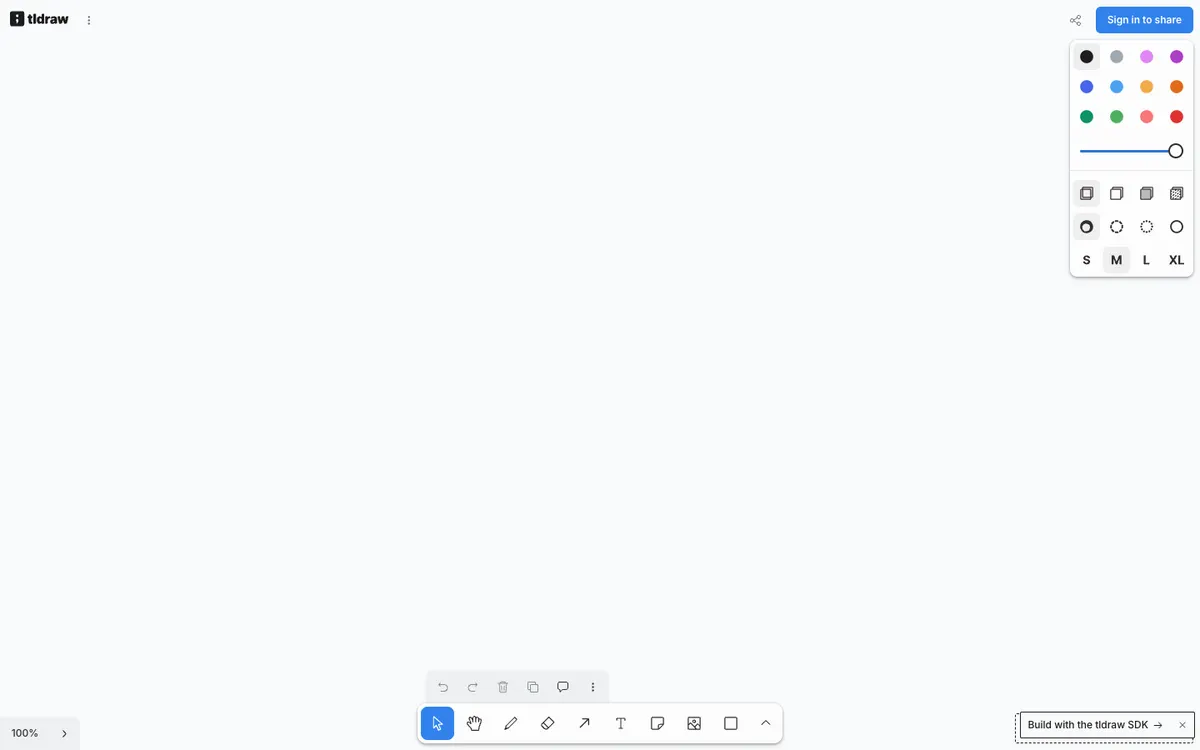 tldraw
Sign in to share
S M L XL
100%
Build with the tldraw SDK →